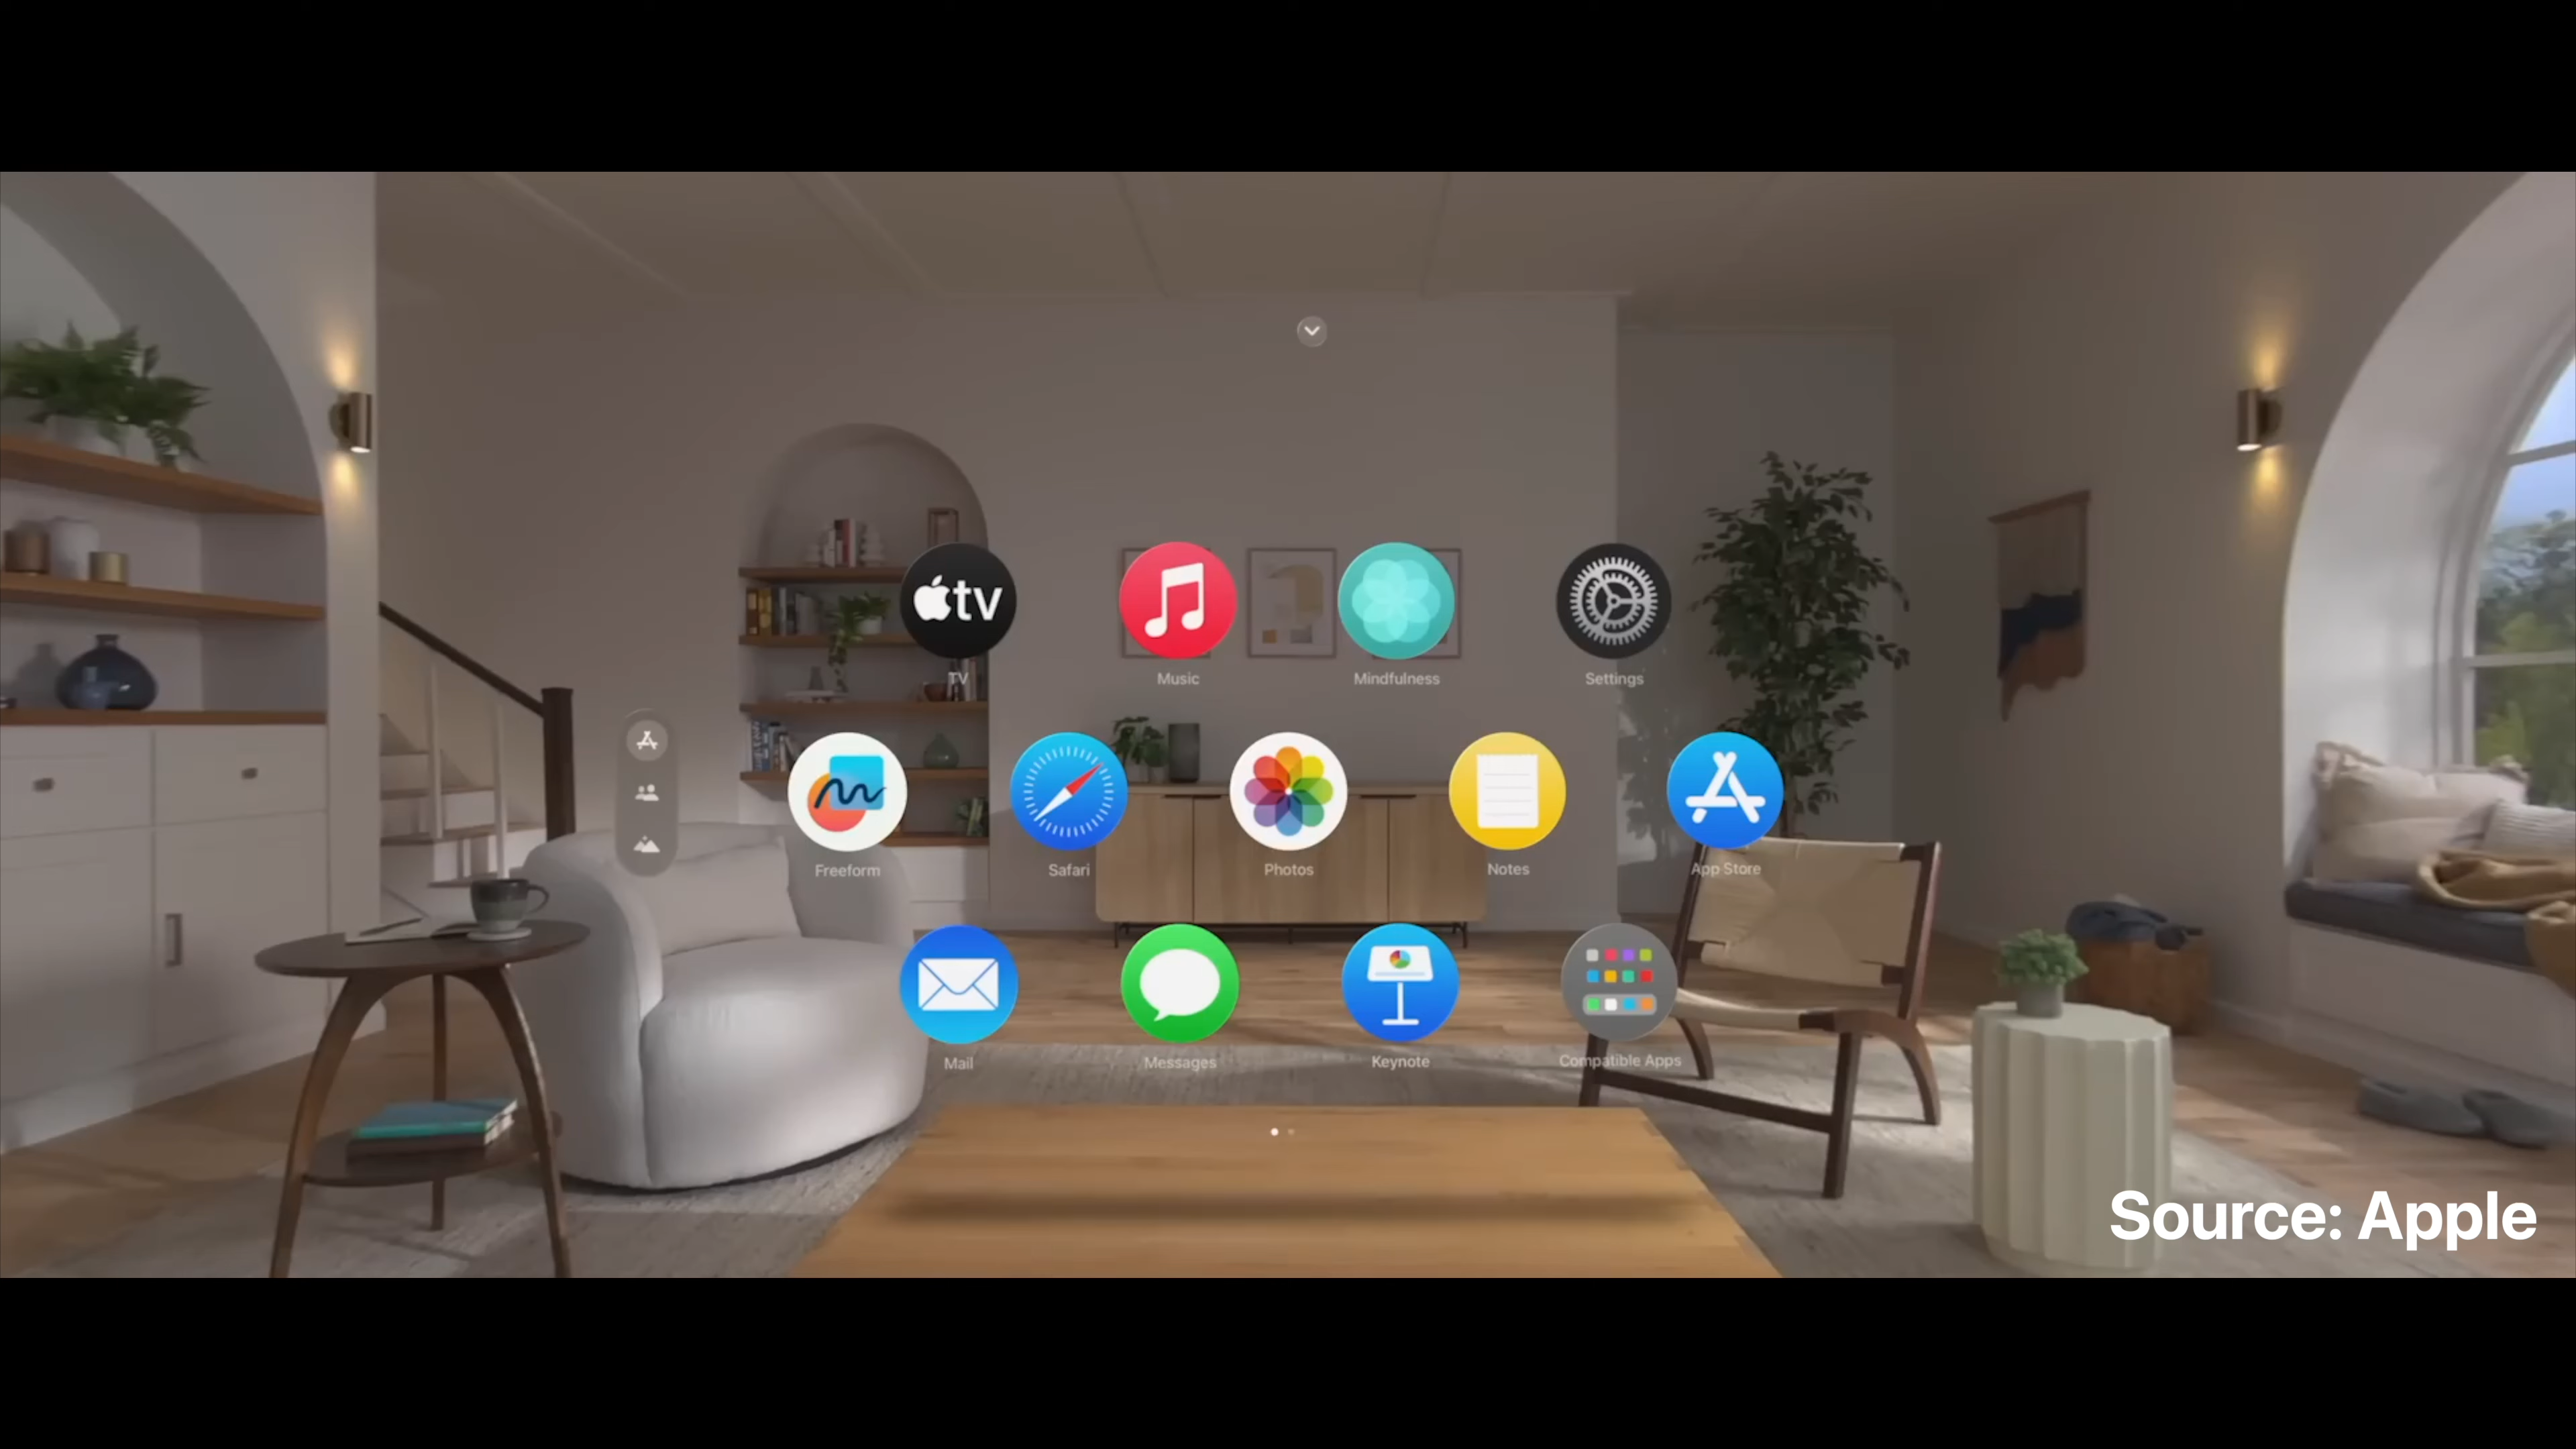 tv
TV
Music
Mindfulness
Settings
Freeform
Safari
Photos
Notes
App Store
Mail
Messages
Keynote
Compatible Apps
Source: Apple